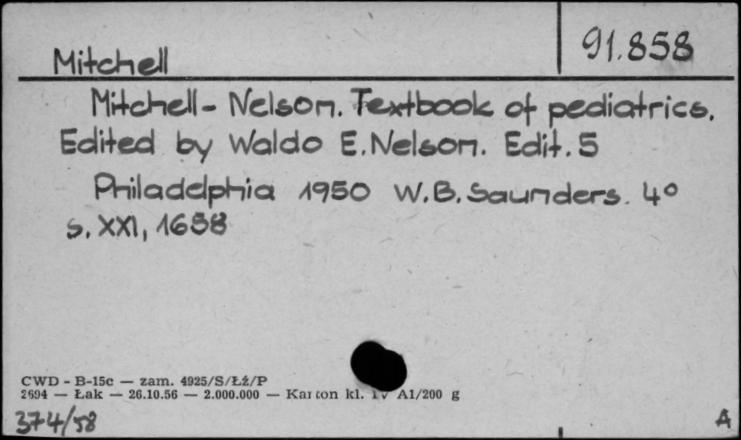 91.858
Mitchell
Mitchell - Nelson. Textbook of pediatrics.
Edited by Waldo E. Nelson. Edit. 5
Philadelphia 1950 W.B. Saunders. 4º
s. XXI, 1658
CWD - B-15c — zam. 4925/S/Łź/P
2694 — Łak — 26.10.56 — 2.000.000 — Karton kl. IV A1/200 g
374/58
A